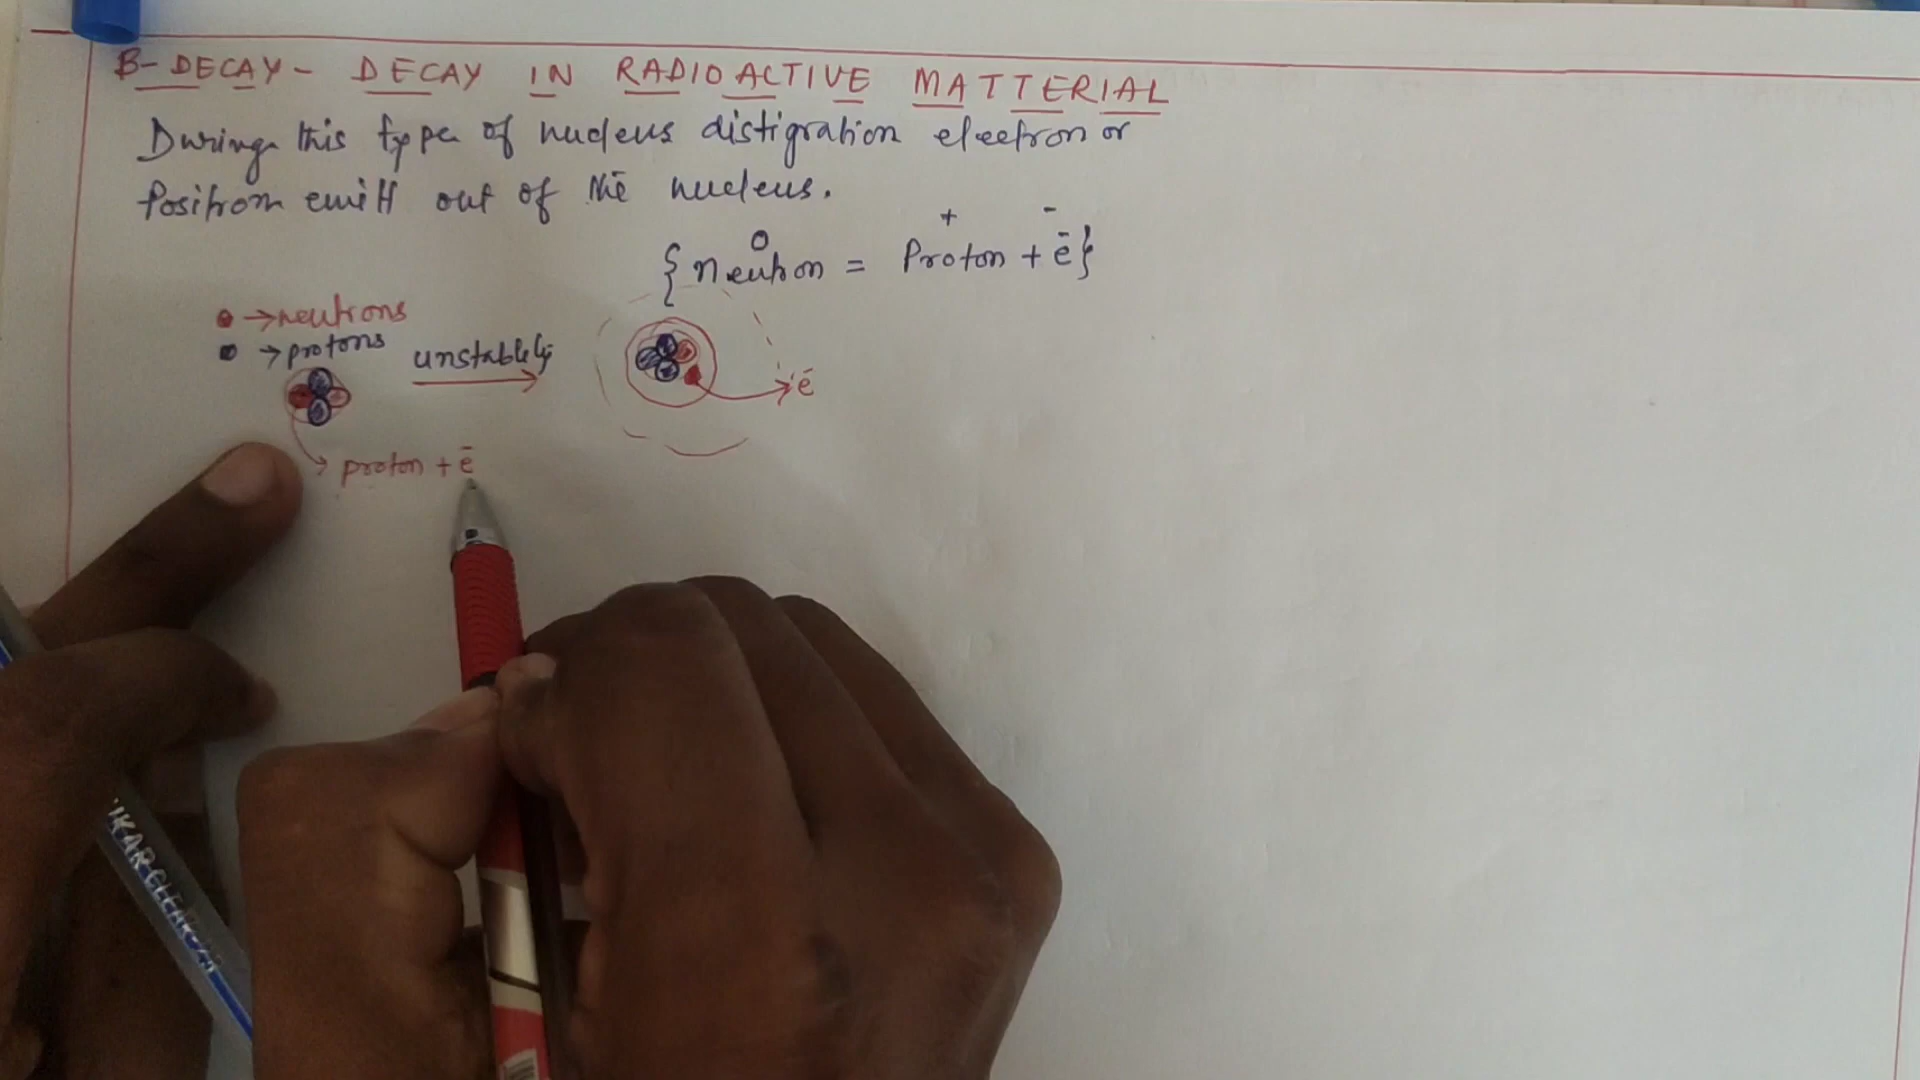 B-DECAY- DECAY IN RADIOACTIVE MATTERIAL
During this type of nucleus distigration electron or
Positrom emitt out of the nucleus.
+ -
{neutron = Proton + ē}
0
→neutrons
→protons
unstablely
ē
proton + ē